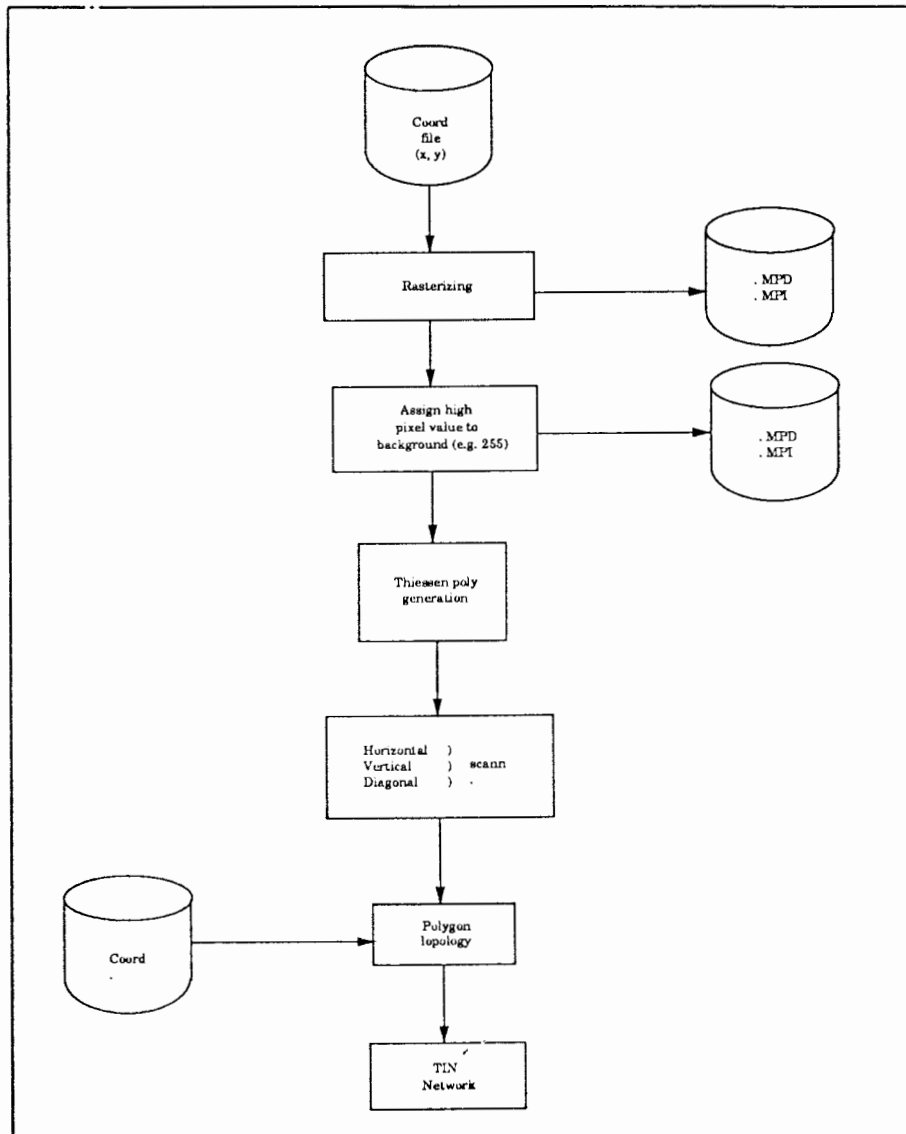 Coord
file
(x, y)
Rasterizing
. MPD
. MPI
Assign high
pixel value to
background (e.g. 255)
. MPD
. MPI
Thiessen poly
generation
Horizontal )
Vertical ) scann
Diagonal ) .
Polygon
lopology
Coord
.
TIN
Network